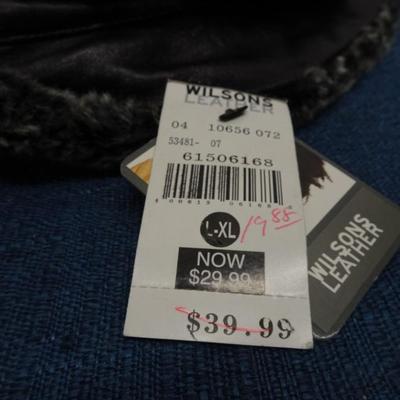 WILSONS
LEATHER
04 10656 072
53481- 07
61506168
L-XL
19.88
NOW
$29.99
$39.99
WILSONS
LEATHER